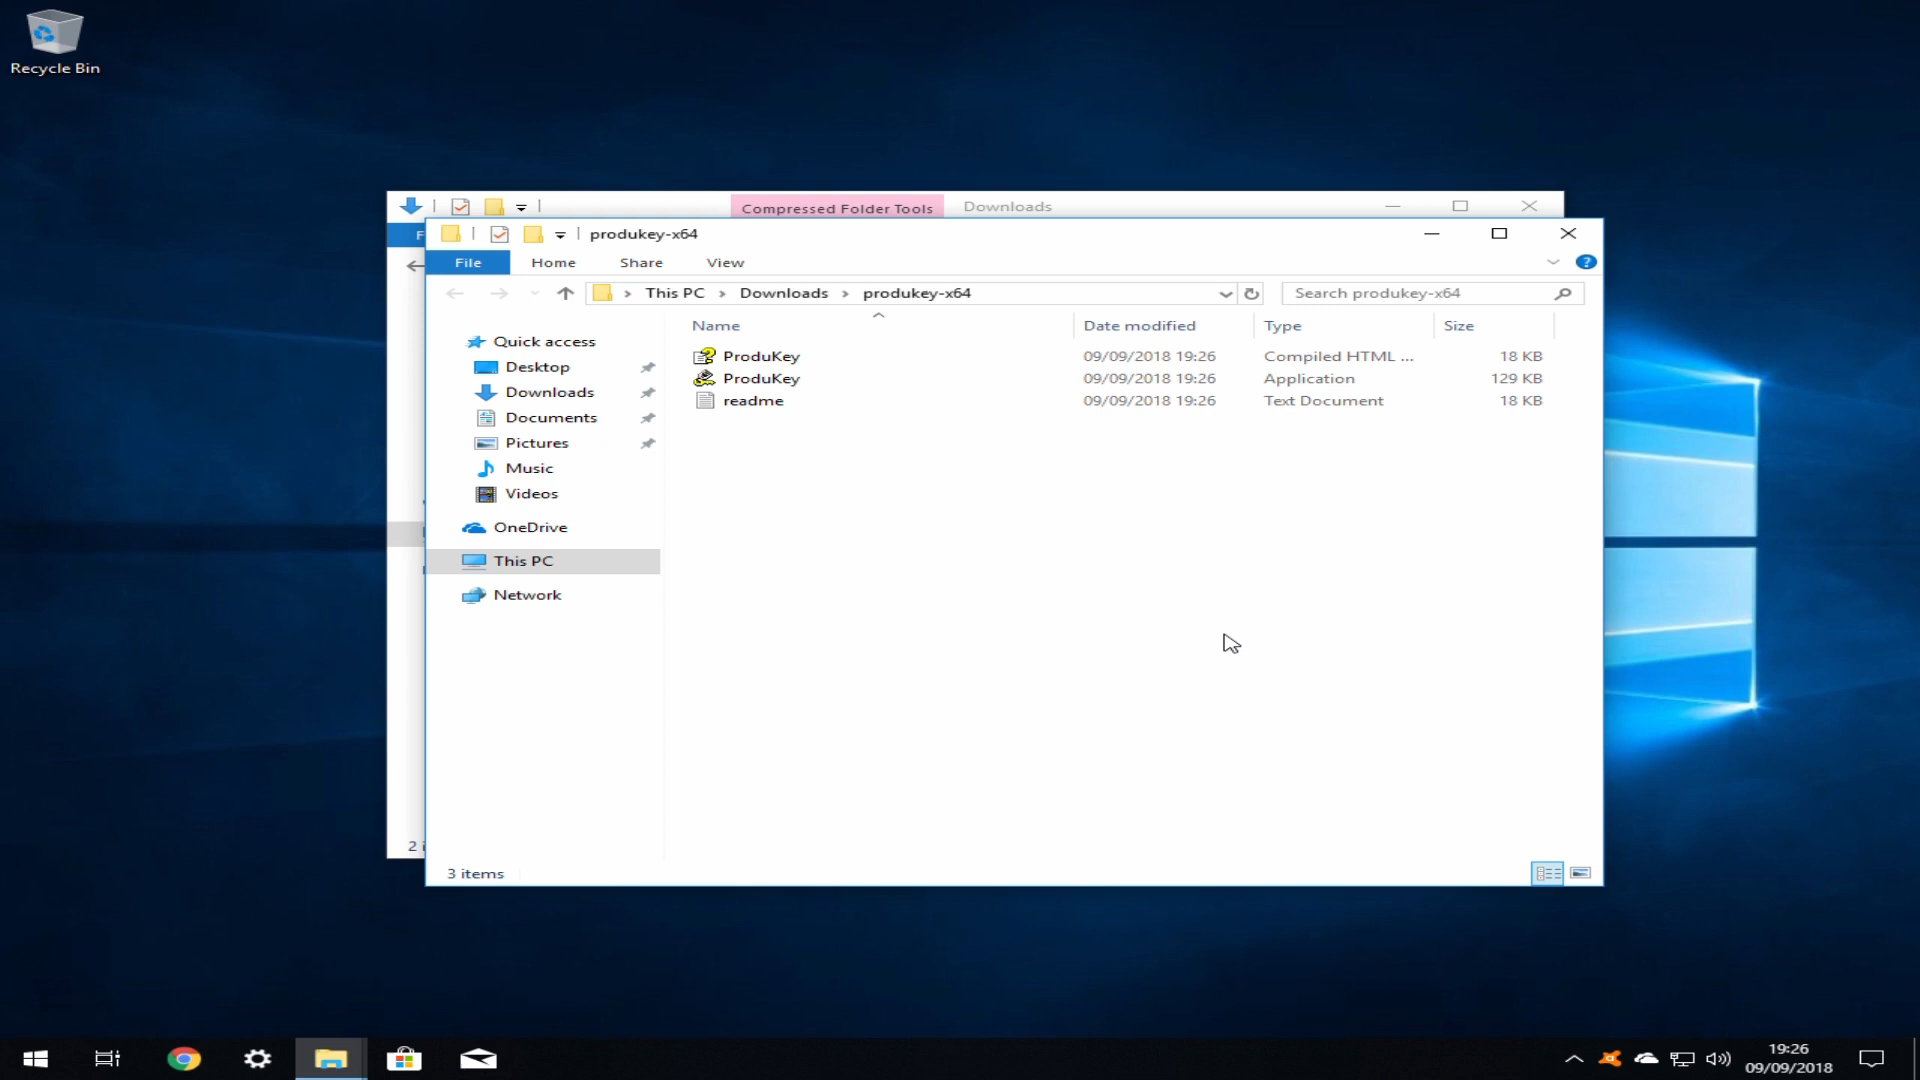 Recycle Bin
Compressed Folder Tools
Downloads
F
produkey-x64
File
Home
Share
View
?
This PC
Downloads
produkey-x64
Search produkey-x64
Name
Date modified
Type
Size
Quick access
Desktop
Downloads
Documents
Pictures
Music
Videos
OneDrive
This PC
Network
ProduKey 09/09/2018 19:26 Compiled HTML ... 18 KB
ProduKey 09/09/2018 19:26 Application 129 KB
readme 09/09/2018 19:26 Text Document 18 KB
2 i
3 items
19:26
09/09/2018